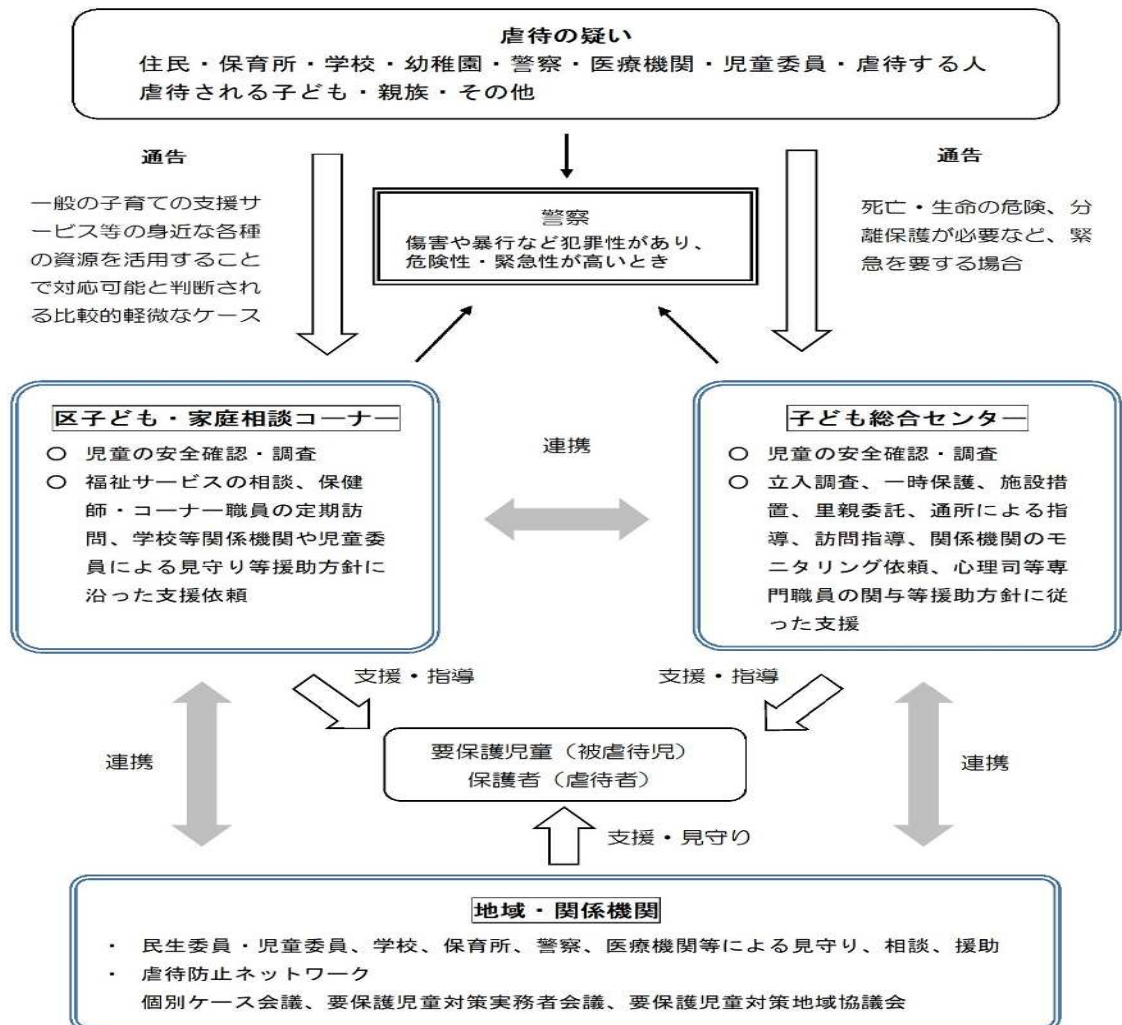 虐待の疑い
住民・保育所・学校・幼稚園・警察・医療機関・児童委員・虐待する人
虐待される子ども・親族・その他
通告
一般の子育ての支援サ
ービス等の身近な各種
の資源を活用すること
で対応可能と判断され
る比較的軽微なケース
警察
傷害や暴行など犯罪性があり、
危険性・緊急性が高いとき
通告
死亡・生命の危険、分
離保護が必要など、緊
急を要する場合
区子ども・家庭相談コーナー
○ 児童の安全確認・調査
○ 福祉サービスの相談、保健
師・コーナー職員の定期訪
問、学校等関係機関や児童委
員による見守り等援助方針に
沿った支援依頼
連携
子ども総合センター
○ 児童の安全確認・調査
○ 立入調査、一時保護、施設措
置、里親委託、通所による指
導、訪問指導、関係機関のモ
ニタリング依頼、心理司等専
門職員の関与等援助方針に従
った支援
支援・指導
支援・指導
連携
要保護児童（被虐待児）
保護者（虐待者）
連携
支援・見守り
地域・関係機関
・ 民生委員・児童委員、学校、保育所、警察、医療機関等による見守り、相談、援助
・ 虐待防止ネットワーク
個別ケース会議、要保護児童対策実務者会議、要保護児童対策地域協議会